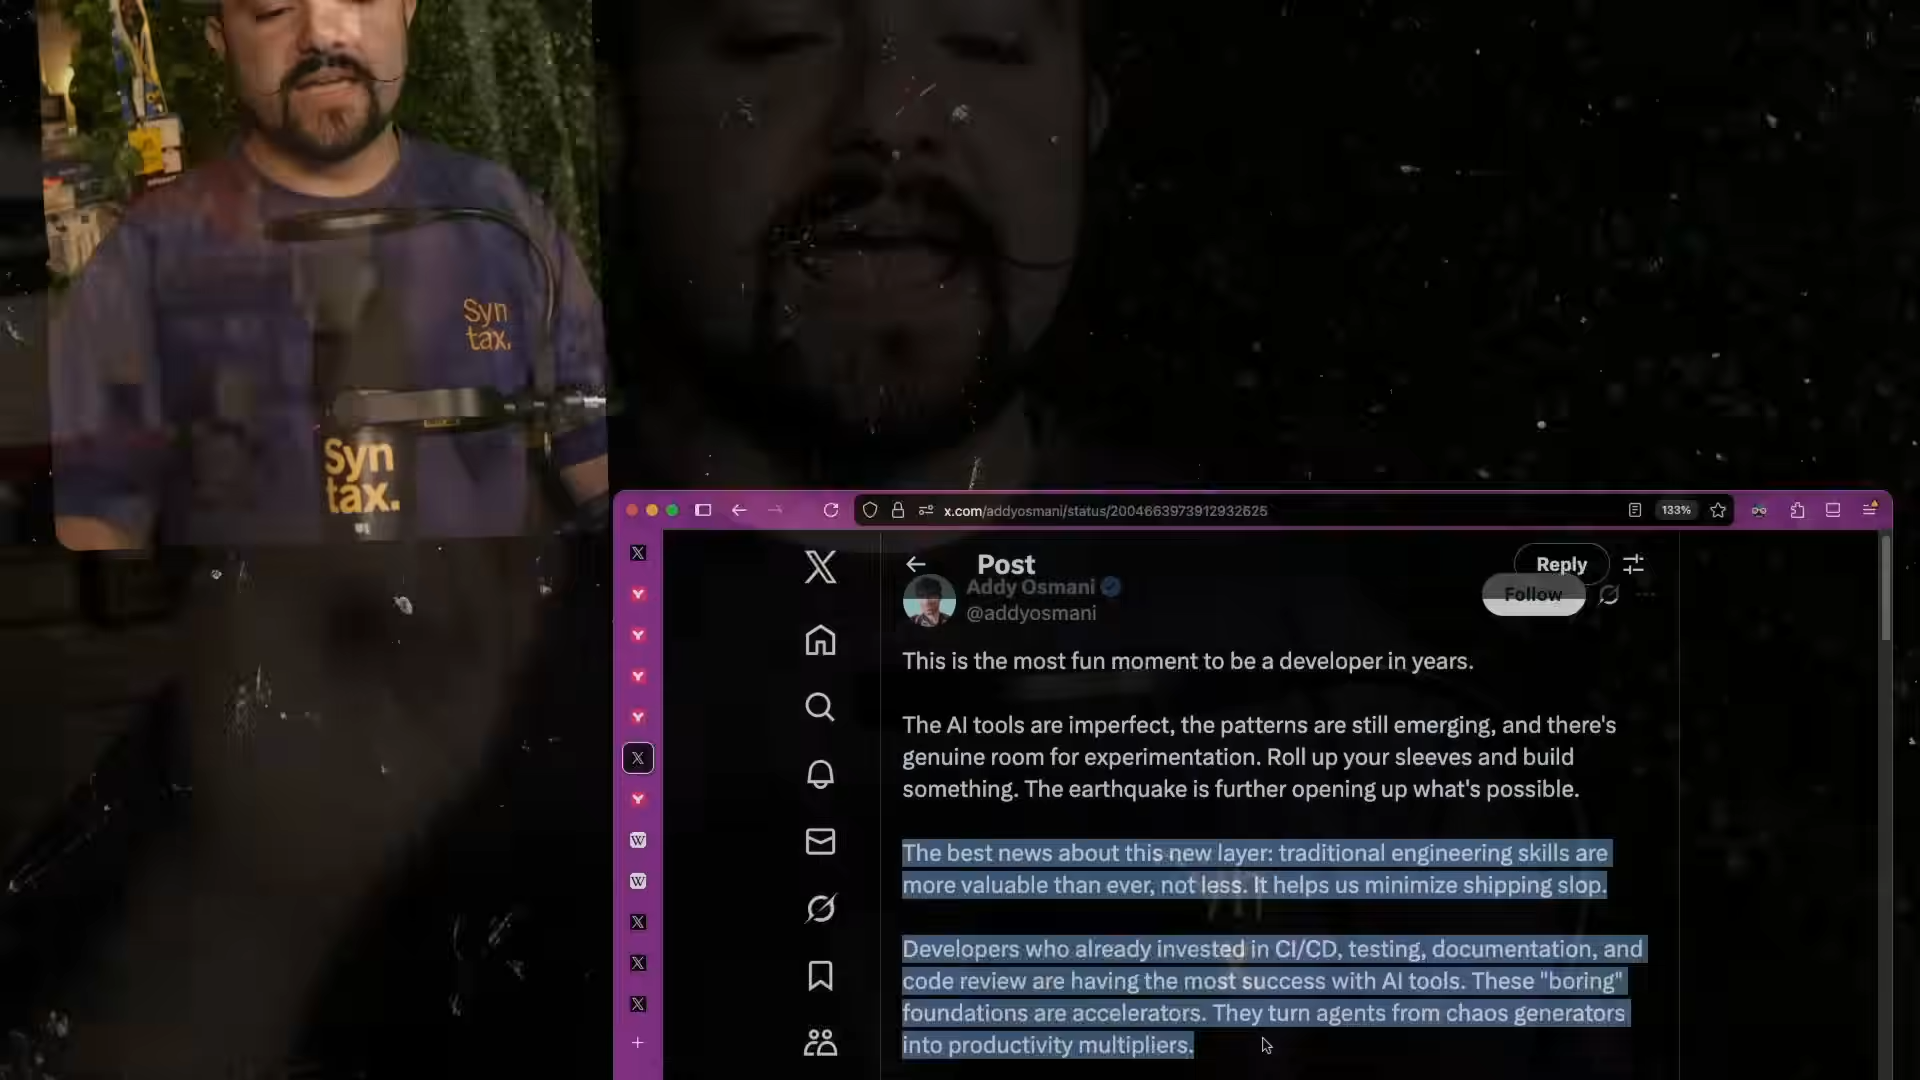 Syn
tax.
Syn
tax.
x.com/addyosmani/status/2004663973912932625
133%
Post
Reply
Addy Osmani
@addyosmani
Follow
This is the most fun moment to be a developer in years.
The AI tools are imperfect, the patterns are still emerging, and there's
genuine room for experimentation. Roll up your sleeves and build
something. The earthquake is further opening up what's possible.
The best news about this new layer: traditional engineering skills are
more valuable than ever, not less. It helps us minimize shipping slop.
Developers who already invested in CI/CD, testing, documentation, and
code review are having the most success with AI tools. These "boring"
foundations are accelerators. They turn agents from chaos generators
into productivity multipliers.